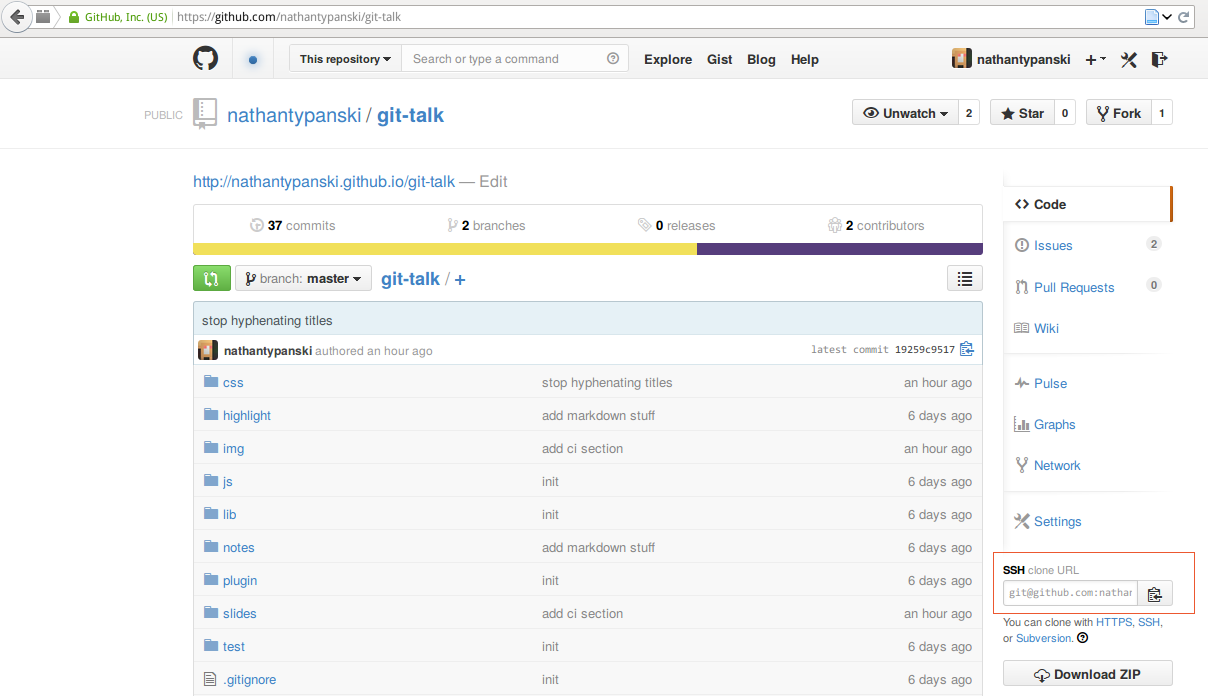 GitHub, Inc. (US) https://github.com/nathantypanski/git-talk
This repository Search or type a command Explore Gist Blog Help nathantypanski
PUBLIC nathantypanski / git-talk Unwatch 2 Star 0 Fork 1
http://nathantypanski.github.io/git-talk — Edit
37 commits 2 branches 0 releases 2 contributors
branch: master git-talk / +
stop hyphenating titles
nathantypanski authored an hour ago latest commit 19259c9517
css stop hyphenating titles an hour ago
highlight add markdown stuff 6 days ago
img add ci section an hour ago
js init 6 days ago
lib init 6 days ago
notes add markdown stuff 6 days ago
plugin init 6 days ago
slides add ci section an hour ago
test init 6 days ago
.gitignore init 6 days ago
Code
Issues 2
Pull Requests 0
Wiki
Pulse
Graphs
Network
Settings
SSH clone URL
git@github.com:nathan
You can clone with HTTPS, SSH,
or Subversion.
Download ZIP